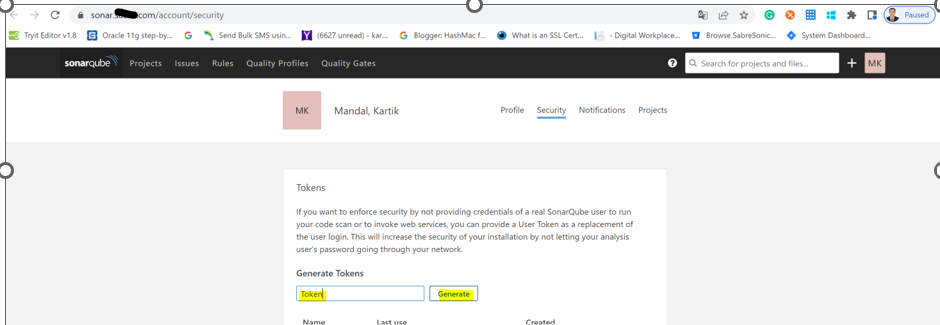 sonar.s .com/account/security
Paused
Tryit Editor v1.8 Oracle 11g step-by... Send Bulk SMS usin... (6627 unread) - kar... Blogger: HashMac f... What is an SSL Cert... - Digital Workplace... Browse SabreSonic... System Dashboard...
sonarqube Projects Issues Rules Quality Profiles Quality Gates ? Search for projects and files... + MK
MK Mandal, Kartik Profile Security Notifications Projects
Tokens
If you want to enforce security by not providing credentials of a real SonarQube user to run
your code scan or to invoke web services, you can provide a User Token as a replacement of
the user login. This will increase the security of your installation by not letting your analysis
user's password going through your network.
Generate Tokens
Token Generate
Name Last use Created